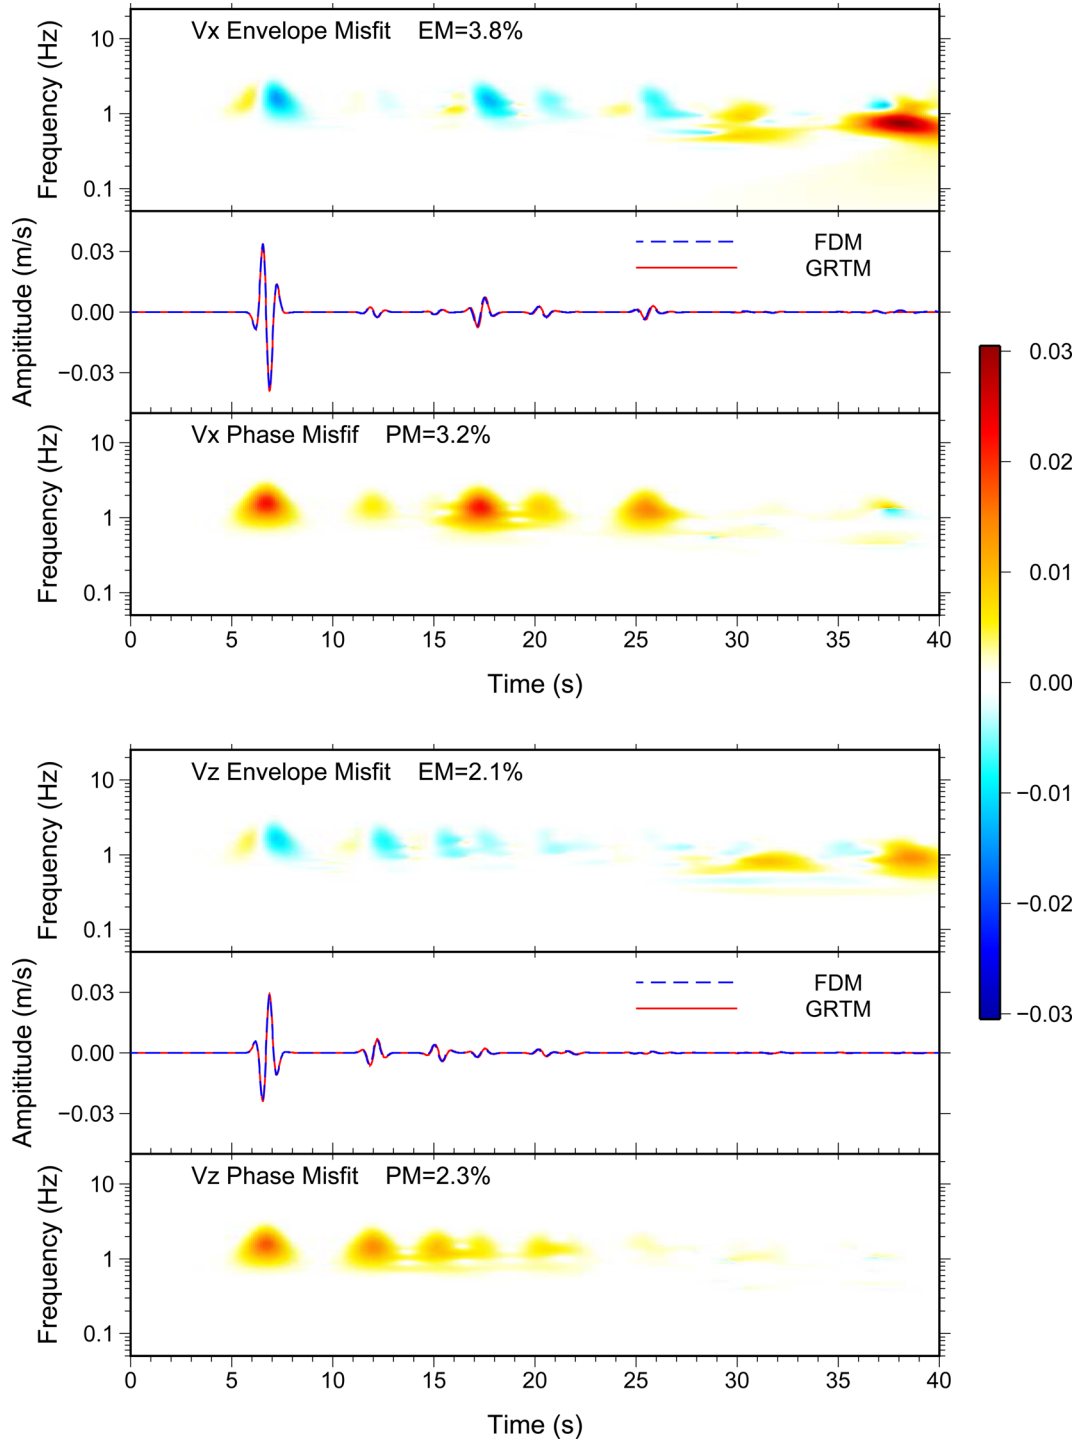 Vx Envelope Misfit EM=3.8%
Frequency (Hz)
10
1
0.1
Ampititude (m/s)
0.03
0.00
−0.03
FDM
GRTM
Vx Phase Misfif PM=3.2%
Frequency (Hz)
10
1
0.1
0 5 10 15 20 25 30 35 40
Time (s)
Vz Envelope Misfit EM=2.1%
Frequency (Hz)
10
1
0.1
Ampititude (m/s)
0.03
0.00
−0.03
FDM
GRTM
Vz Phase Misfit PM=2.3%
Frequency (Hz)
10
1
0.1
0 5 10 15 20 25 30 35 40
Time (s)
0.03
0.02
0.01
0.00
−0.01
−0.02
−0.03